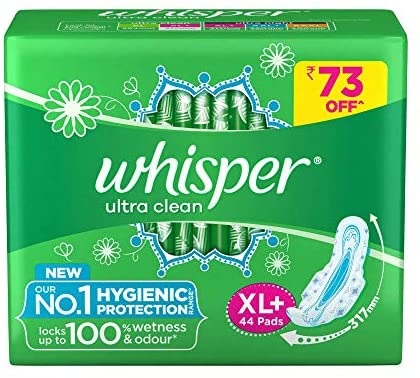 ₹73
OFF^
whisper®
ultra clean
NEW
OUR
NO.1 HYGIENIC
PROTECTION RANGE^
locks
up to 100% wetness
& odour*
XL+
44 Pads
317mm